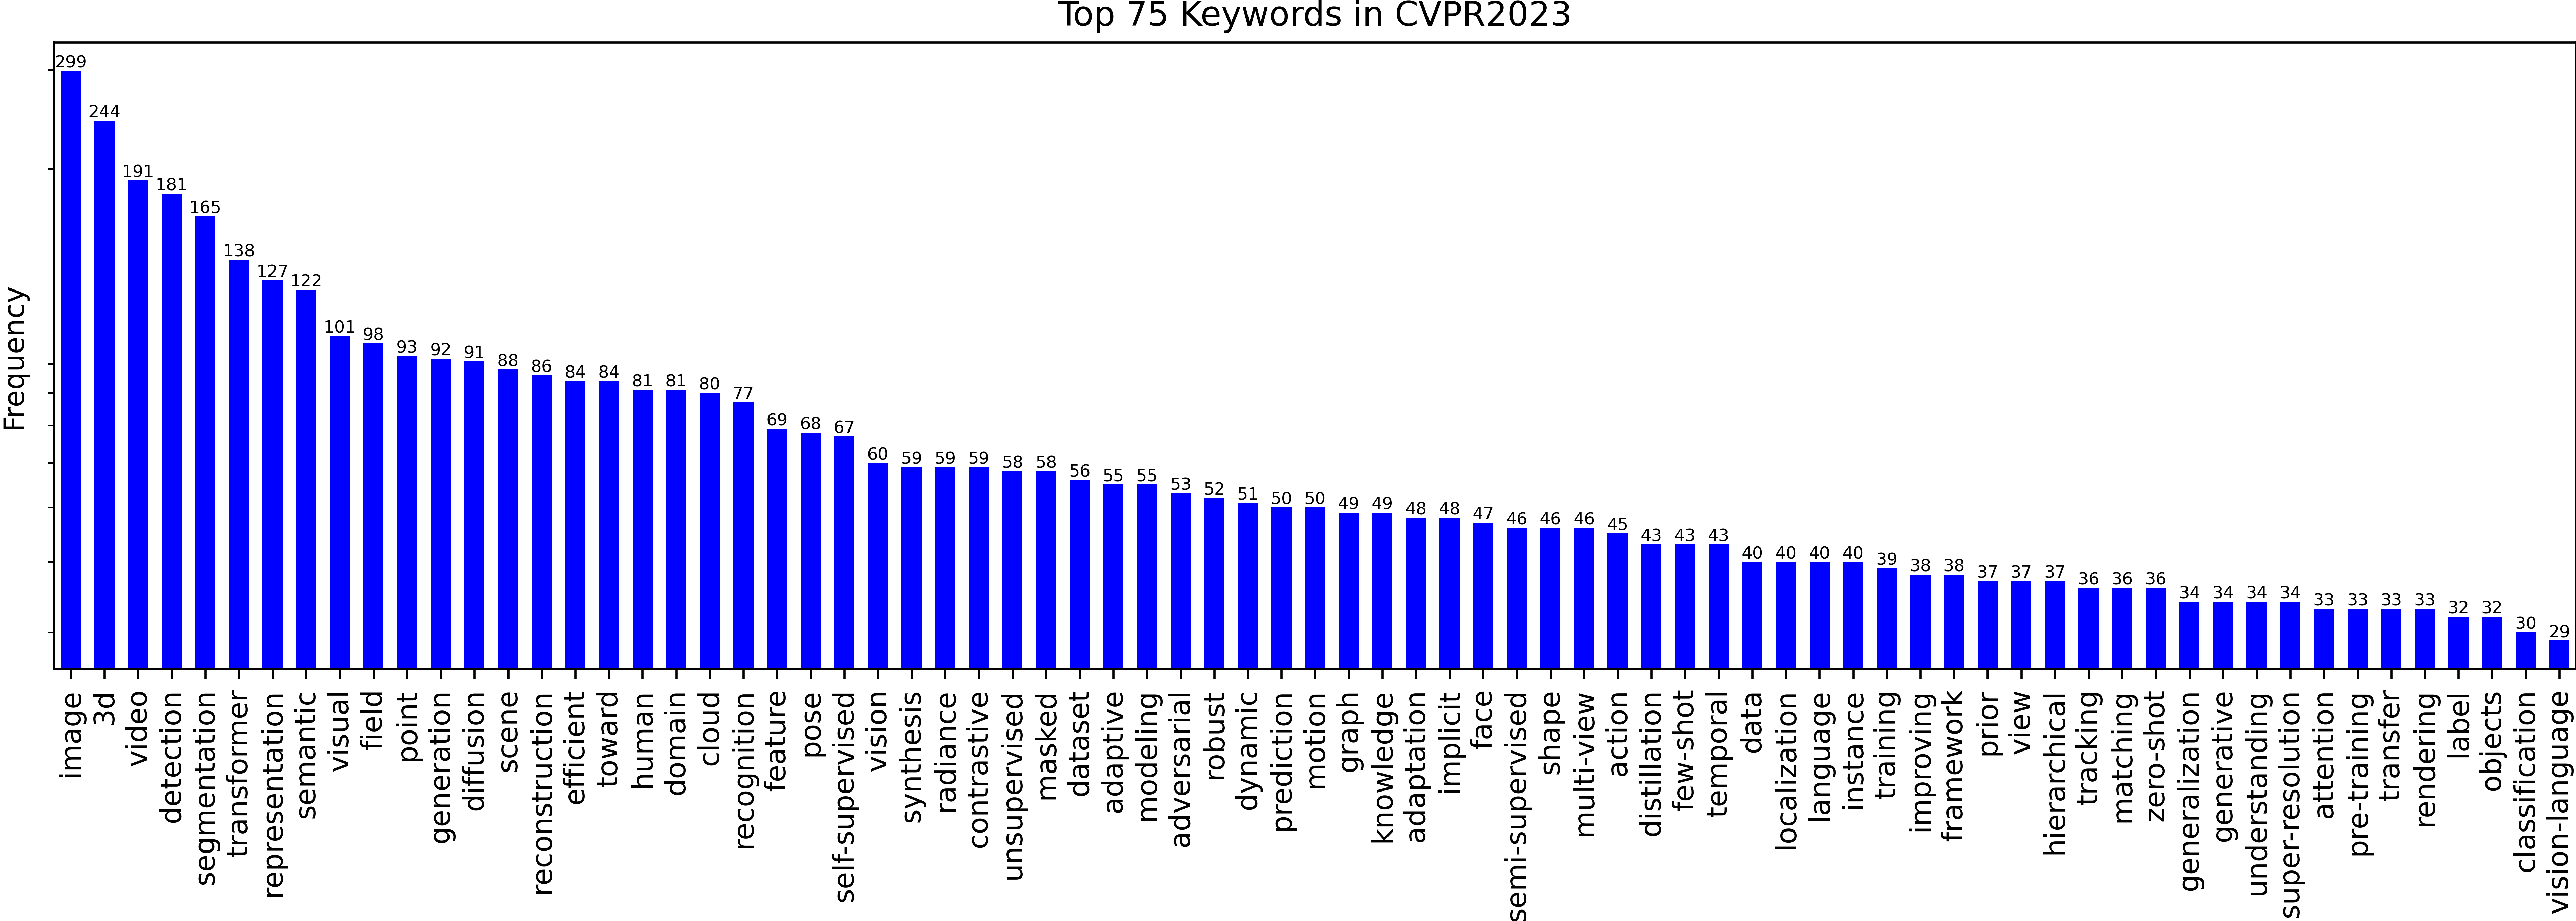 Top 75 Keywords in CVPR2023
Frequency
299
244
191
181
165
138
127
122
101
98
93
92
91
88
86
84
84
81
81
80
77
69
68
67
60
59
59
59
58
58
56
55
55
53
52
51
50
50
49
49
48
48
47
46
46
46
45
43
43
43
40
40
40
40
39
38
38
37
37
37
36
36
36
34
34
34
34
33
33
33
33
32
32
30
29
image
3d
video
detection
segmentation
transformer
representation
semantic
visual
field
point
generation
diffusion
scene
reconstruction
efficient
toward
human
domain
cloud
recognition
feature
pose
self-supervised
vision
synthesis
radiance
contrastive
unsupervised
masked
dataset
adaptive
modeling
adversarial
robust
dynamic
prediction
motion
graph
knowledge
adaptation
implicit
face
semi-supervised
shape
multi-view
action
distillation
few-shot
temporal
data
localization
language
instance
training
improving
framework
prior
view
hierarchical
tracking
matching
zero-shot
generalization
generative
understanding
super-resolution
attention
pre-training
transfer
rendering
label
objects
classification
vision-language